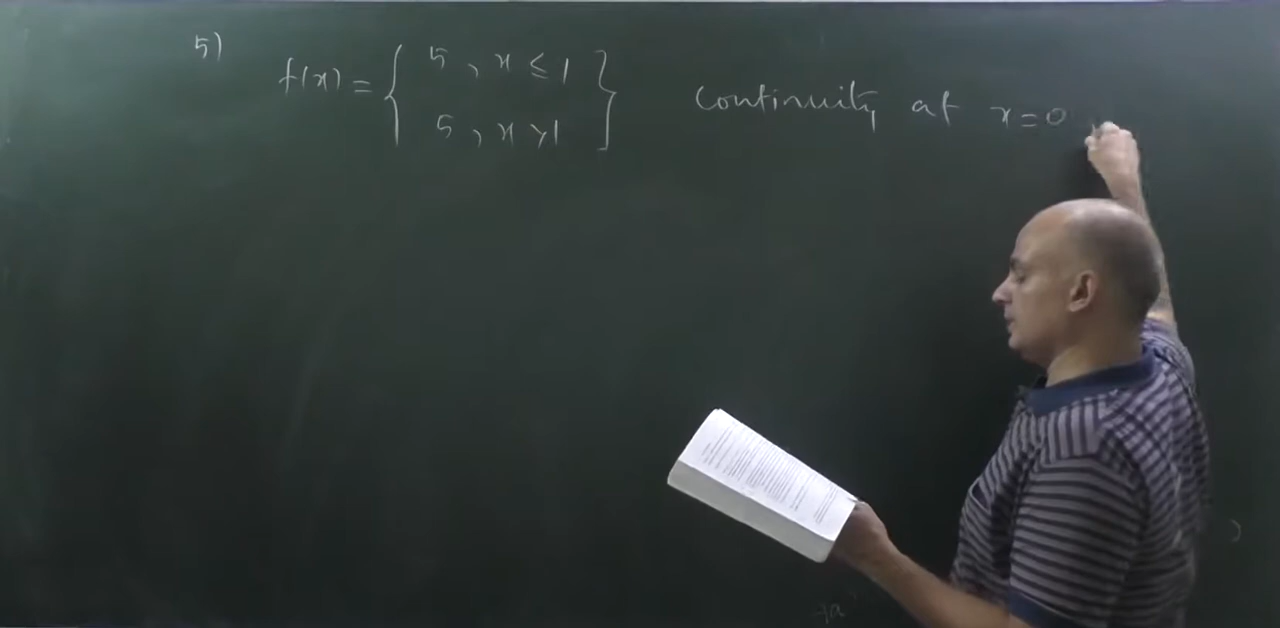 5)
f(x) = { 5 , x ≤ 1
5 , x > 1 }
Continuity at x = 0